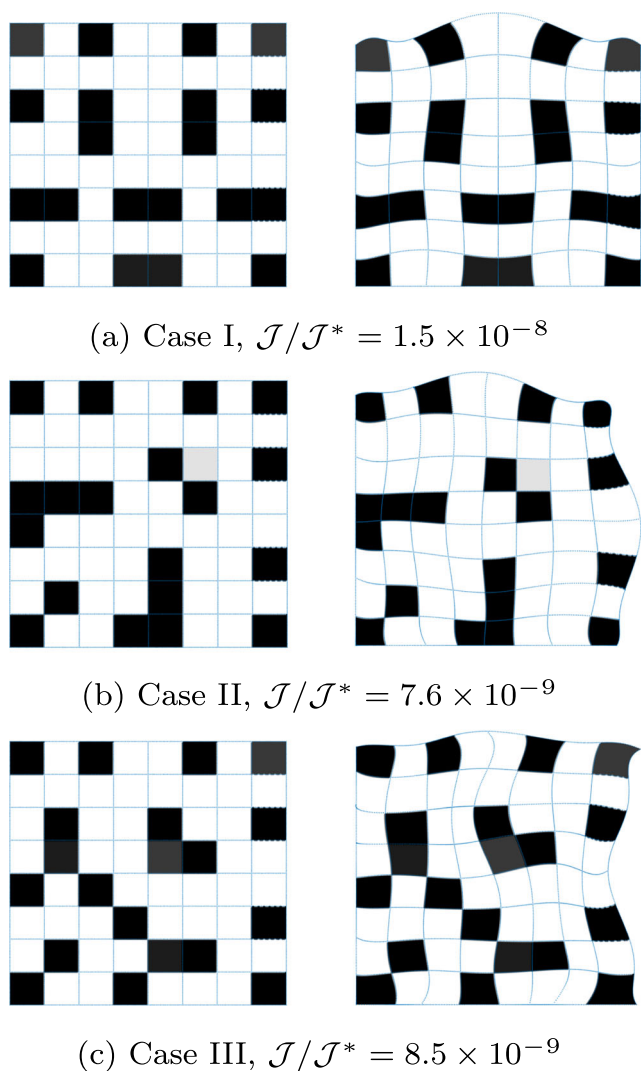 (a) Case I, 𝒥/𝒥* = 1.5 × 10⁻⁸
(b) Case II, 𝒥/𝒥* = 7.6 × 10⁻⁹
(c) Case III, 𝒥/𝒥* = 8.5 × 10⁻⁹